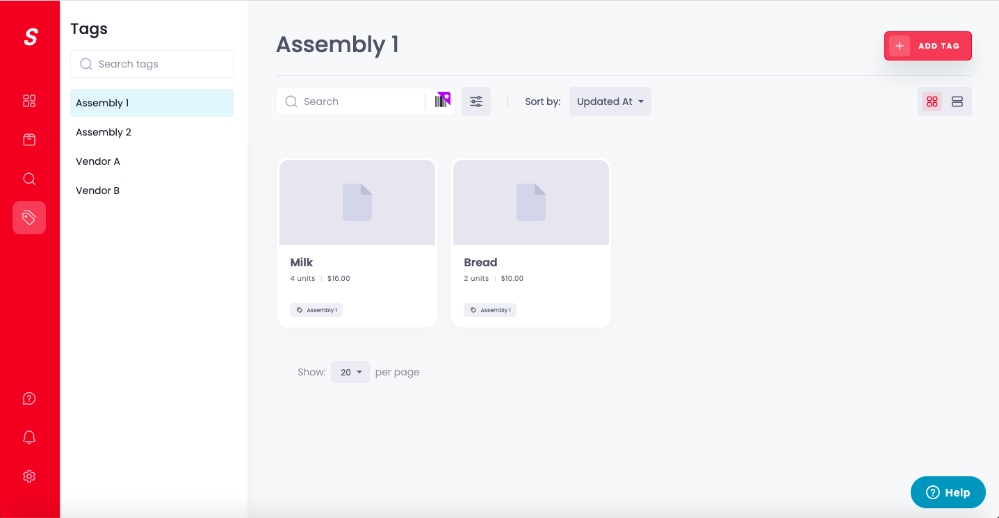 S
Tags
Search tags
Assembly 1
Assembly 2
Vendor A
Vendor B
Assembly 1
ADD TAG
Search
Sort by:
Updated At
Milk
4 units | $16.00
Assembly 1
Bread
2 units | $10.00
Assembly 1
Show: 20 per page
Help